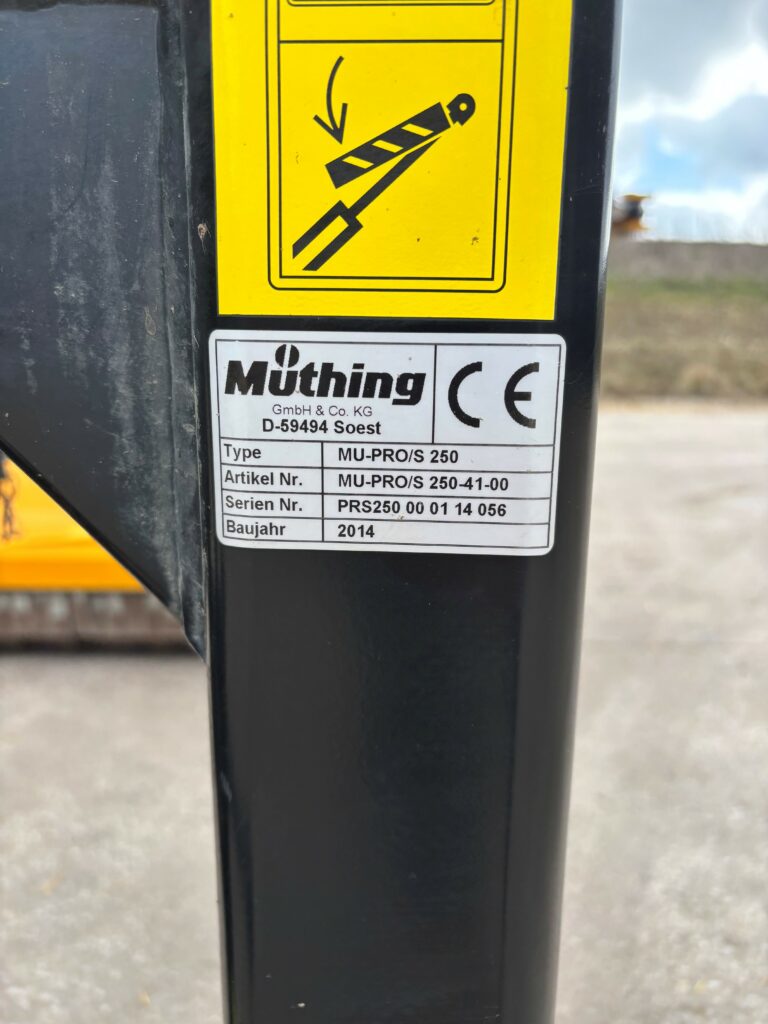 Müthing
GmbH & Co. KG
D-59494 Soest
CE
Type MU-PRO/S 250
Artikel Nr. MU-PRO/S 250-41-00
Serien Nr. PRS250 00 01 14 056
Baujahr 2014